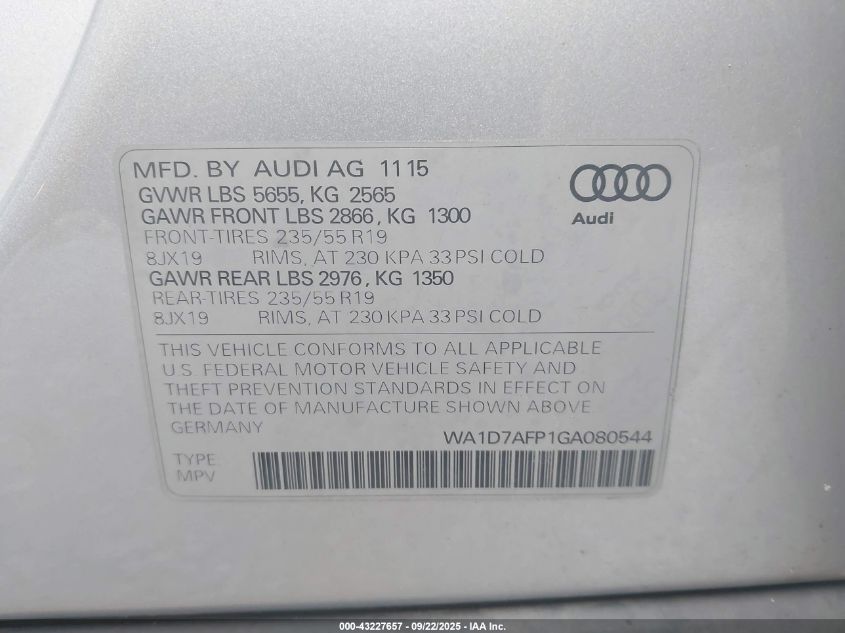 MFD. BY AUDI AG 11 15
GVWR LBS 5655, KG 2565
GAWR FRONT LBS 2866, KG 1300
FRONT-TIRES 235/55 R19
8JX19 RIMS, AT 230 KPA 33 PSI COLD
GAWR REAR LBS 2976, KG 1350
REAR-TIRES 235/55 R19
8JX19 RIMS, AT 230 KPA 33 PSI COLD
Audi
THIS VEHICLE CONFORMS TO ALL APPLICABLE
U.S. FEDERAL MOTOR VEHICLE SAFETY AND
THEFT PREVENTION STANDARDS IN EFFECT ON
THE DATE OF MANUFACTURE SHOWN ABOVE
GERMANY
WA1D7AFP1GA080544
TYPE:
MPV
000-43227657 - 09/22/2025 - IAA Inc.